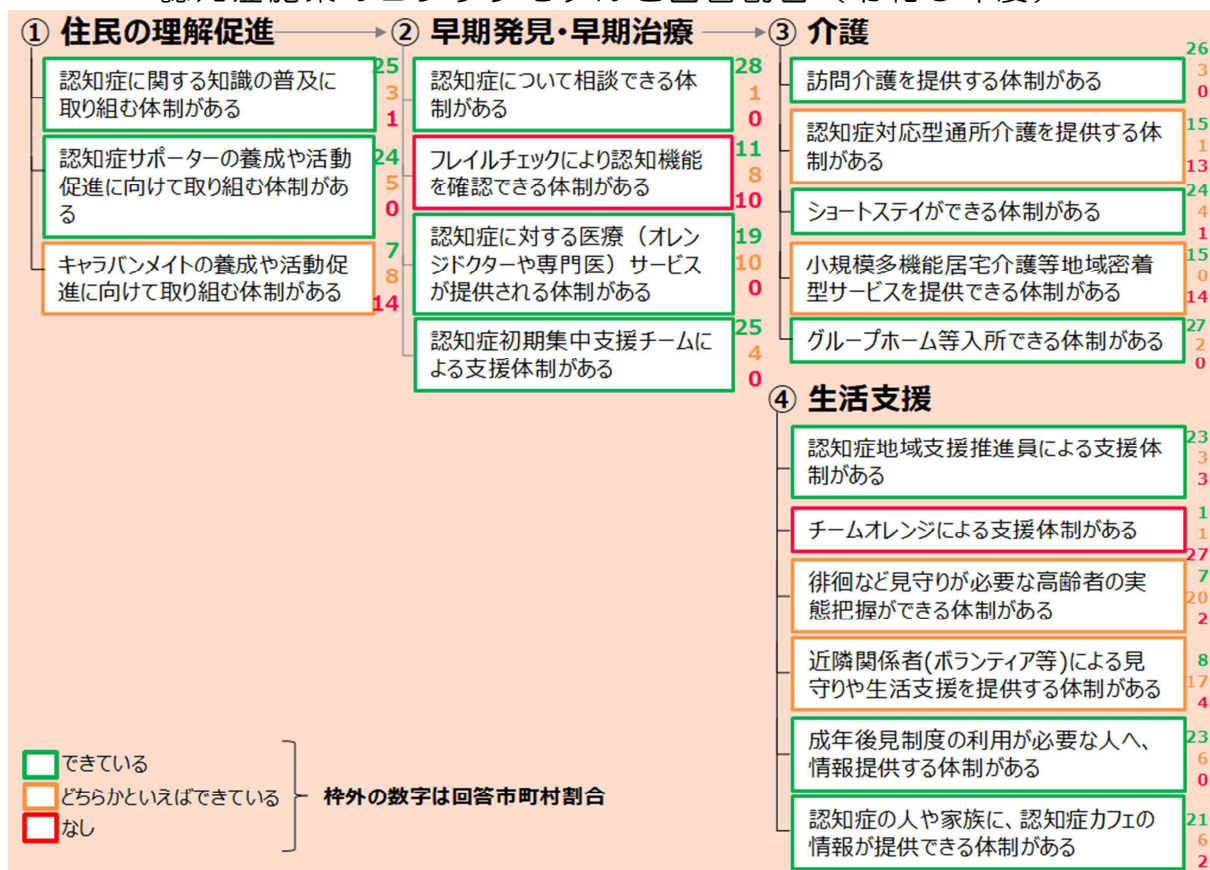 ① 住民の理解促進
認知症に関する知識の普及に
取り組む体制がある
25
3
1
認知症サポーターの養成や活動
促進に向けて取り組む体制があ
る
24
5
0
キャラバンメイトの養成や活動促
進に向けて取り組む体制がある
7
8
14
② 早期発見・早期治療
認知症について相談できる体
制がある
28
1
0
フレイルチェックにより認知機能
を確認できる体制がある
11
8
10
認知症に対する医療（オレン
ジドクターや専門医）サービス
が提供される体制がある
19
10
0
認知症初期集中支援チームに
よる支援体制がある
25
4
0
③ 介護
訪問介護を提供する体制がある
26
3
0
認知症対応型通所介護を提供する体
制がある
15
1
13
ショートステイができる体制がある
24
4
1
小規模多機能居宅介護等地域密着
型サービスを提供できる体制がある
15
0
14
グループホーム等入所できる体制がある
27
2
0
④ 生活支援
認知症地域支援推進員による支援体
制がある
23
3
3
チームオレンジによる支援体制がある
1
1
27
徘徊など見守りが必要な高齢者の実
態把握ができる体制がある
7
20
2
近隣関係者(ボランティア等)による見
守りや生活支援を提供する体制がある
8
17
4
成年後見制度の利用が必要な人へ、
情報提供する体制がある
23
6
0
認知症の人や家族に、認知症カフェの
情報が提供できる体制がある
21
6
2
できている
どちらかといえばできている
なし
枠外の数字は回答市町村割合